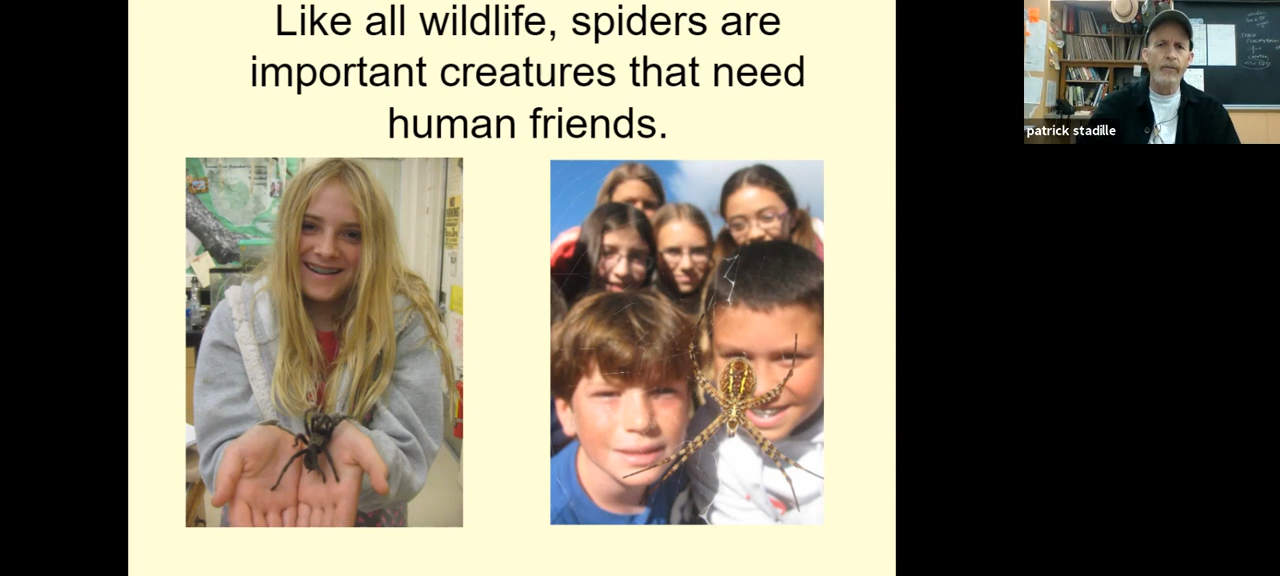 Like all wildlife, spiders are
important creatures that need
human friends.
patrick stadille